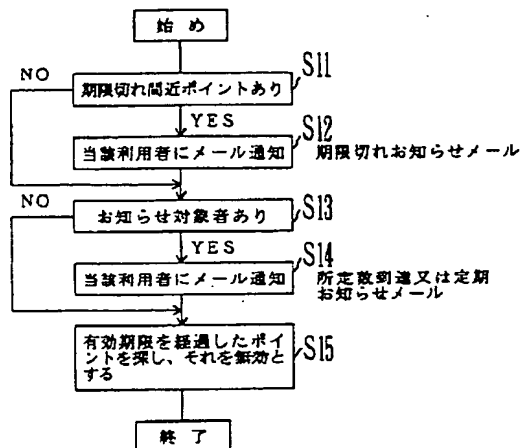 始め
S11
NO
期限切れ間近ポイントあり
YES
S12
当該利用者にメール通知
期限切れお知らせメール
NO
S13
お知らせ対象者あり
YES
S14
当該利用者にメール通知
所定数到達又は定期
お知らせメール
有効期限を経過したポ
イントを探し、それを無効と
する
S15
終了